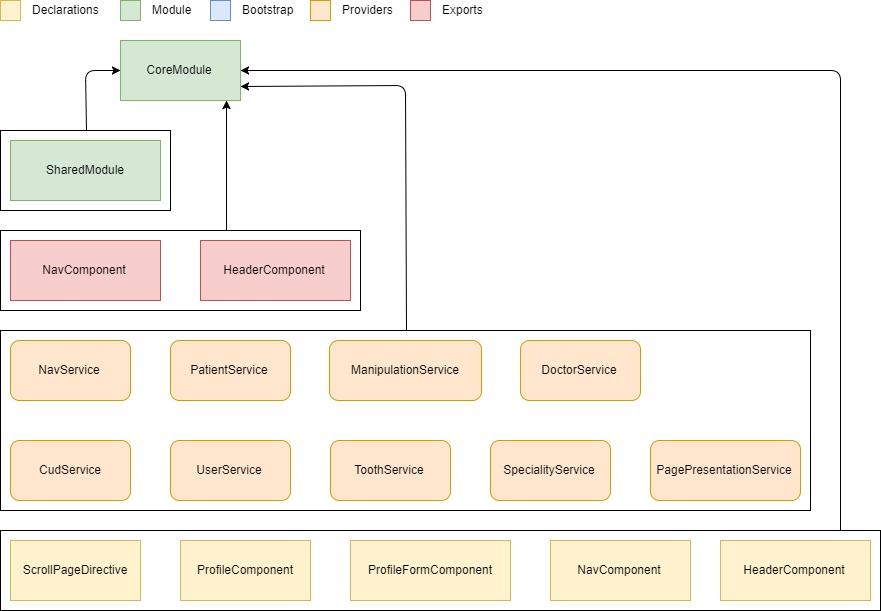 Declarations Module Bootstrap Providers Exports
CoreModule
SharedModule
NavComponent HeaderComponent
NavService PatientService ManipulationService DoctorService
CudService UserService ToothService SpecialityService PagePresentationService
ScrollPageDirective ProfileComponent ProfileFormComponent NavComponent HeaderComponent